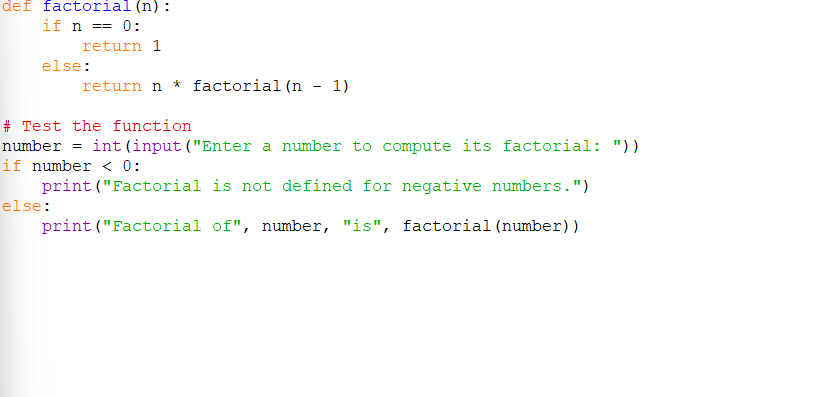 def factorial(n):
    if n == 0:
        return 1
    else:
        return n * factorial(n - 1)

# Test the function
number = int(input("Enter a number to compute its factorial: "))
if number < 0:
    print("Factorial is not defined for negative numbers.")
else:
    print("Factorial of", number, "is", factorial(number))